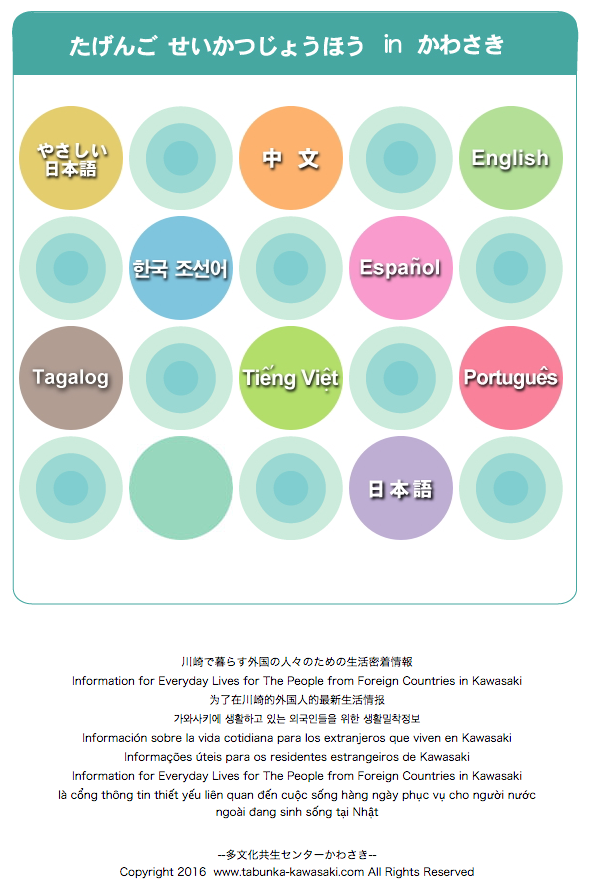 たげんご せいかつじょうほう in かわさき
やさしい
日本語
中 文
English
한국 조선어
Español
Tagalog
Tiếng Việt
Português
日本語
川崎で暮らす外国の人々のための生活密着情報
Information for Everyday Lives for The People from Foreign Countries in Kawasaki
为了在川崎的外国人的最新生活情报
가와사키에 생활하고 있는 외국인들을 위한 생활밀착정보
Información sobre la vida cotidiana para los extranjeros que viven en Kawasaki
Informações úteis para os residentes estrangeiros de Kawasaki
Information for Everyday Lives for The People from Foreign Countries in Kawasaki
là cổng thông tin thiết yếu liên quan đến cuộc sống hàng ngày phục vụ cho người nước
ngoài đang sinh sống tại Nhật
--多文化共生センターかわさき--
Copyright 2016 www.tabunka-kawasaki.com All Rights Reserved